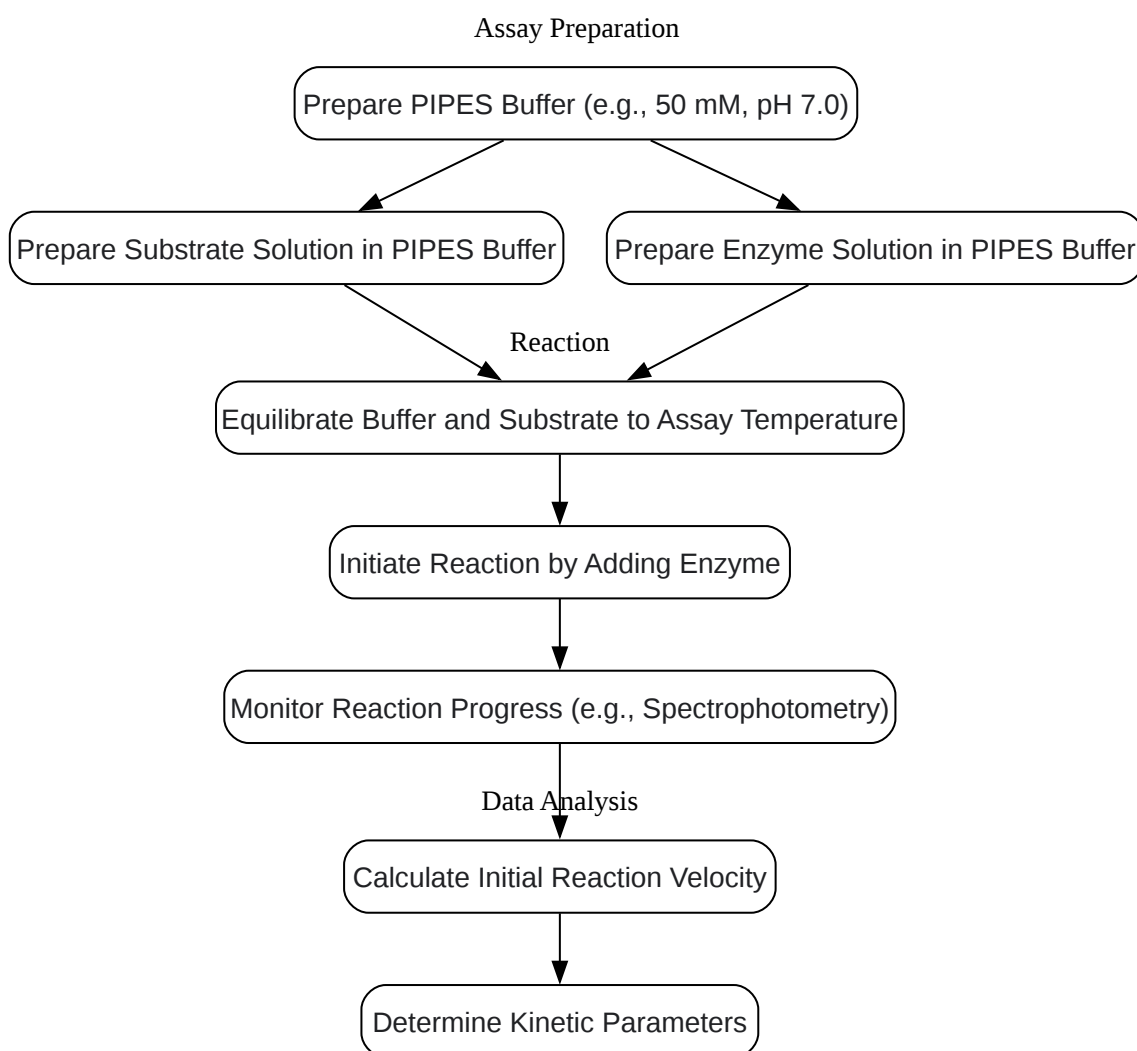 Assay Preparation
Prepare PIPES Buffer (e.g., 50 mM, pH 7.0)
Prepare Substrate Solution in PIPES Buffer
Prepare Enzyme Solution in PIPES Buffer
Reaction
Equilibrate Buffer and Substrate to Assay Temperature
Initiate Reaction by Adding Enzyme
Monitor Reaction Progress (e.g., Spectrophotometry)
Data Analysis
Calculate Initial Reaction Velocity
Determine Kinetic Parameters